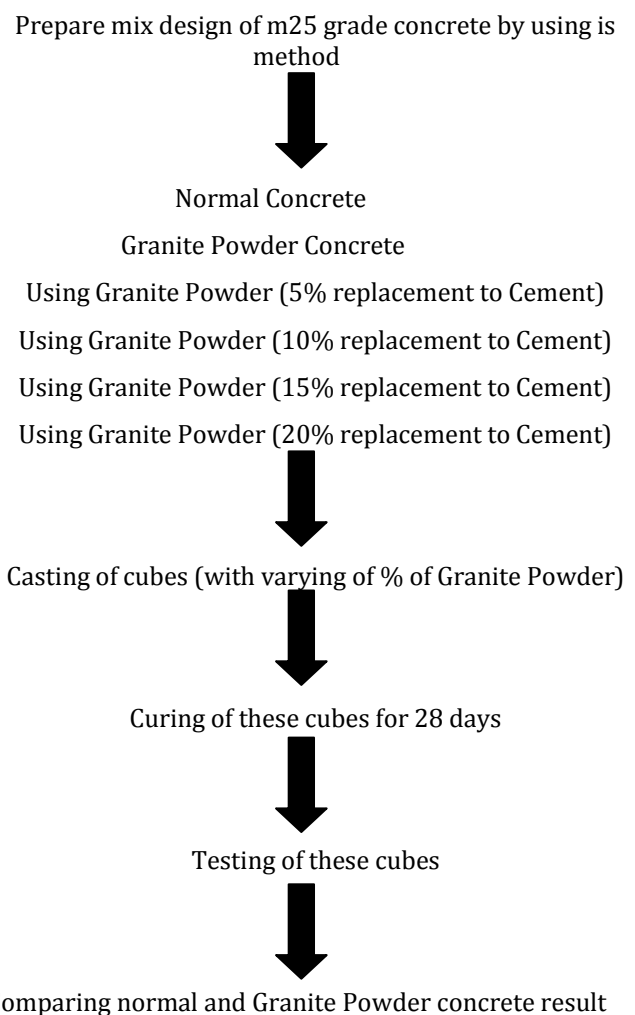 Prepare mix design of m25 grade concrete by using is
method
Normal Concrete
Granite Powder Concrete
Using Granite Powder (5% replacement to Cement)
Using Granite Powder (10% replacement to Cement)
Using Granite Powder (15% replacement to Cement)
Using Granite Powder (20% replacement to Cement)
Casting of cubes (with varying of % of Granite Powder)
Curing of these cubes for 28 days
Testing of these cubes
omparing normal and Granite Powder concrete result